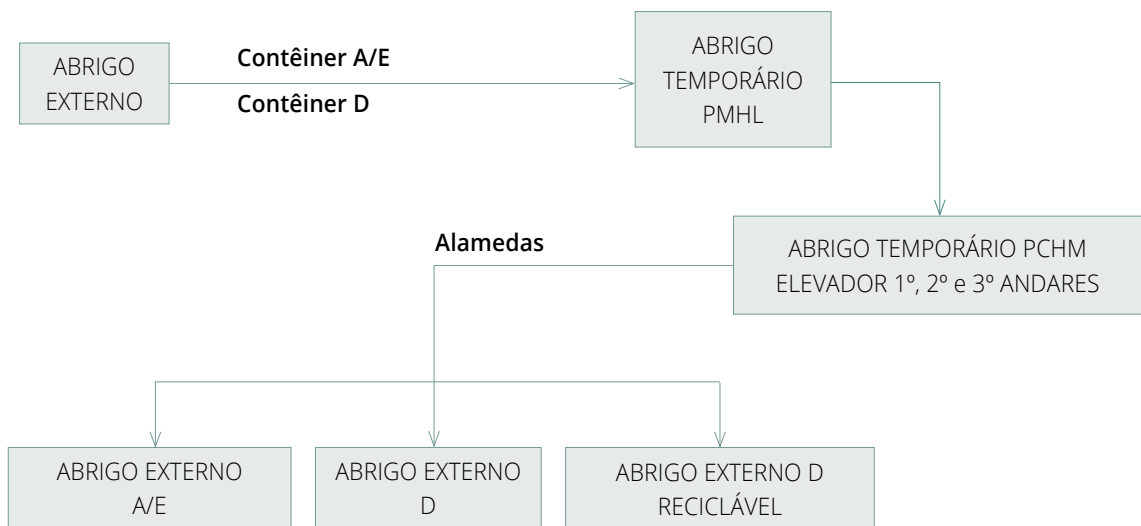 ABRIGO
EXTERNO
Contêiner A/E
Contêiner D
ABRIGO
TEMPORÁRIO
PMHL
Alamedas
ABRIGO TEMPORÁRIO PCHM
ELEVADOR 1º, 2º e 3º ANDARES
ABRIGO EXTERNO
A/E
ABRIGO EXTERNO
D
ABRIGO EXTERNO D
RECICLÁVEL